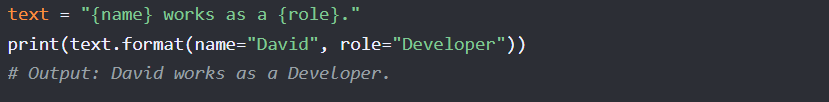 text = "{name} works as a {role}."
print(text.format(name="David", role="Developer"))
# Output: David works as a Developer.